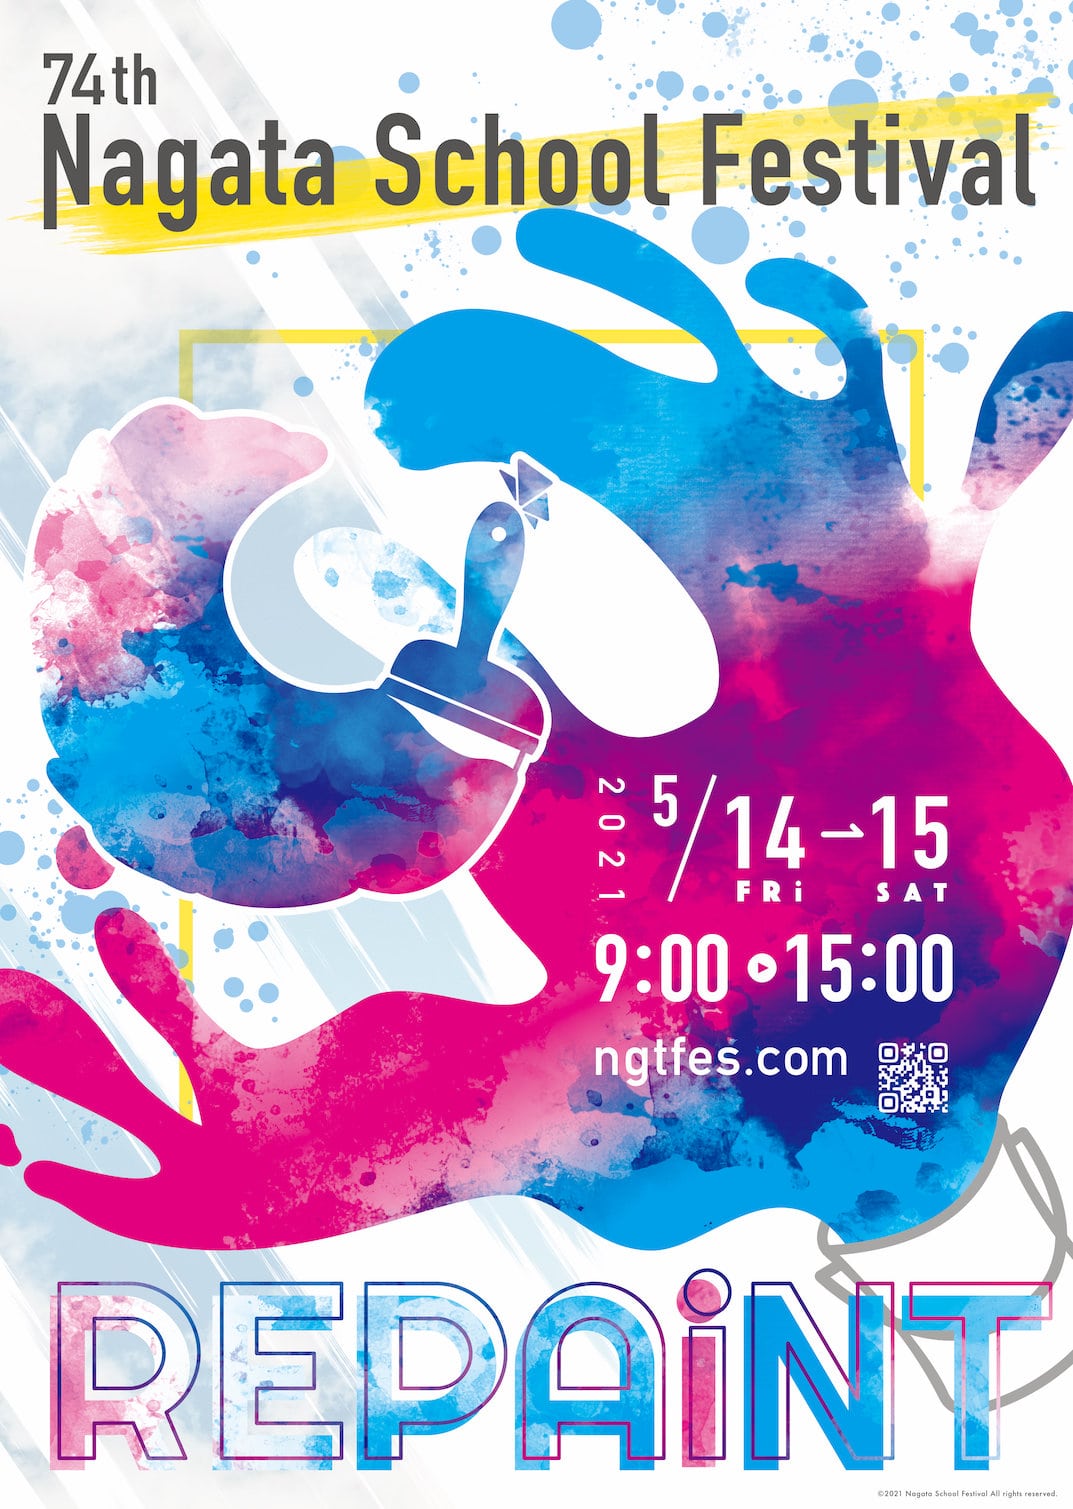 74th
Nagata School Festival
2021
5/14→15
FRi SAT
9:00 ▶ 15:00
ngtfes.com
REPAiNT
©2021 Nagata School Festival All rights reserved.